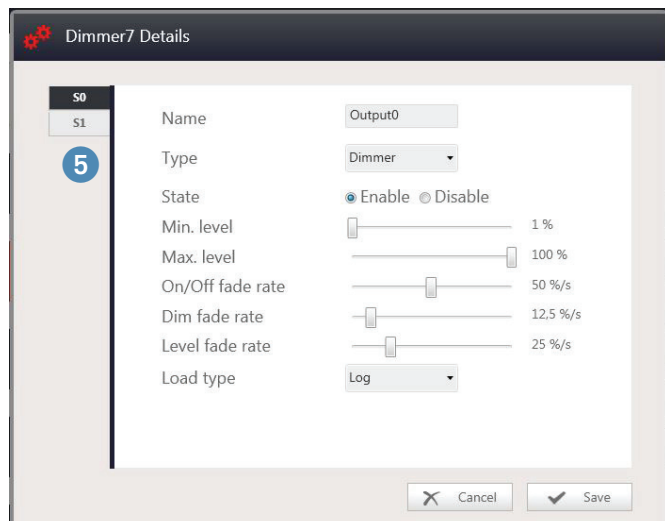 Dimmer7 Details
S0
S1
5
Name Output0
Type Dimmer
State Enable Disable
Min. level 1 %
Max. level 100 %
On/Off fade rate 50 %/s
Dim fade rate 12,5 %/s
Level fade rate 25 %/s
Load type Log
Cancel Save